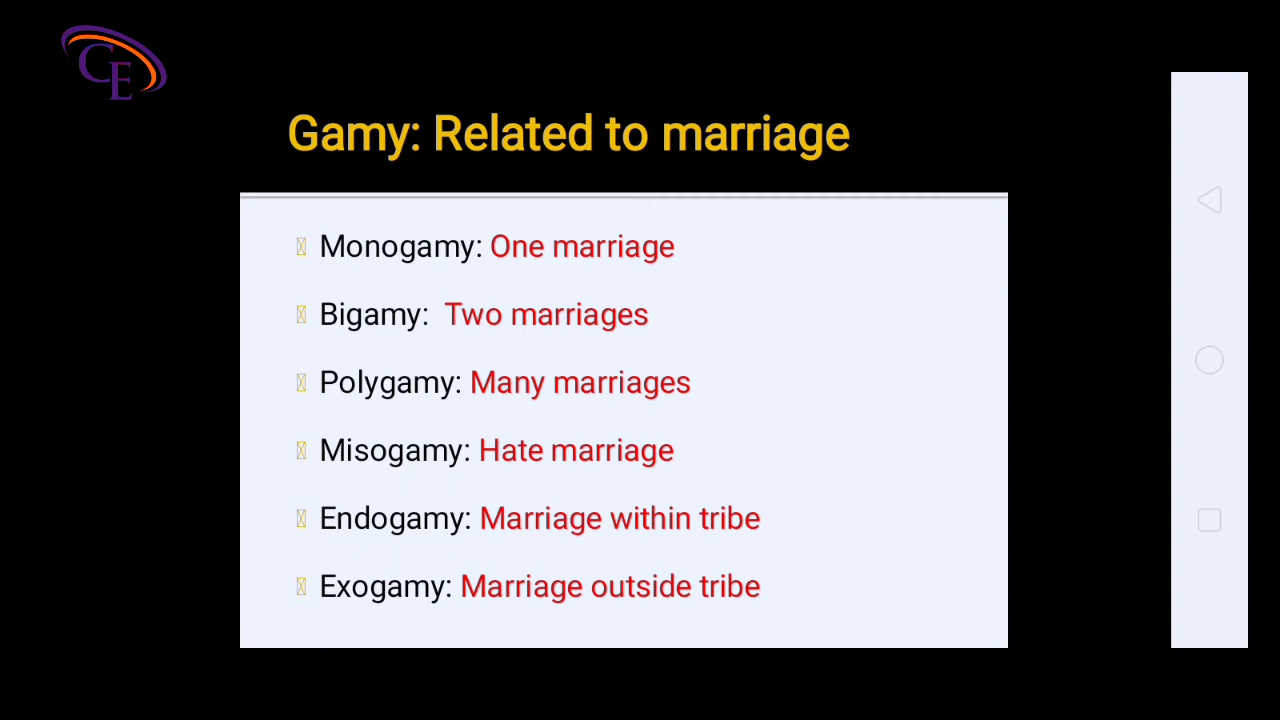 CE
Gamy: Related to marriage
Monogamy: One marriage
Bigamy: Two marriages
Polygamy: Many marriages
Misogamy: Hate marriage
Endogamy: Marriage within tribe
Exogamy: Marriage outside tribe